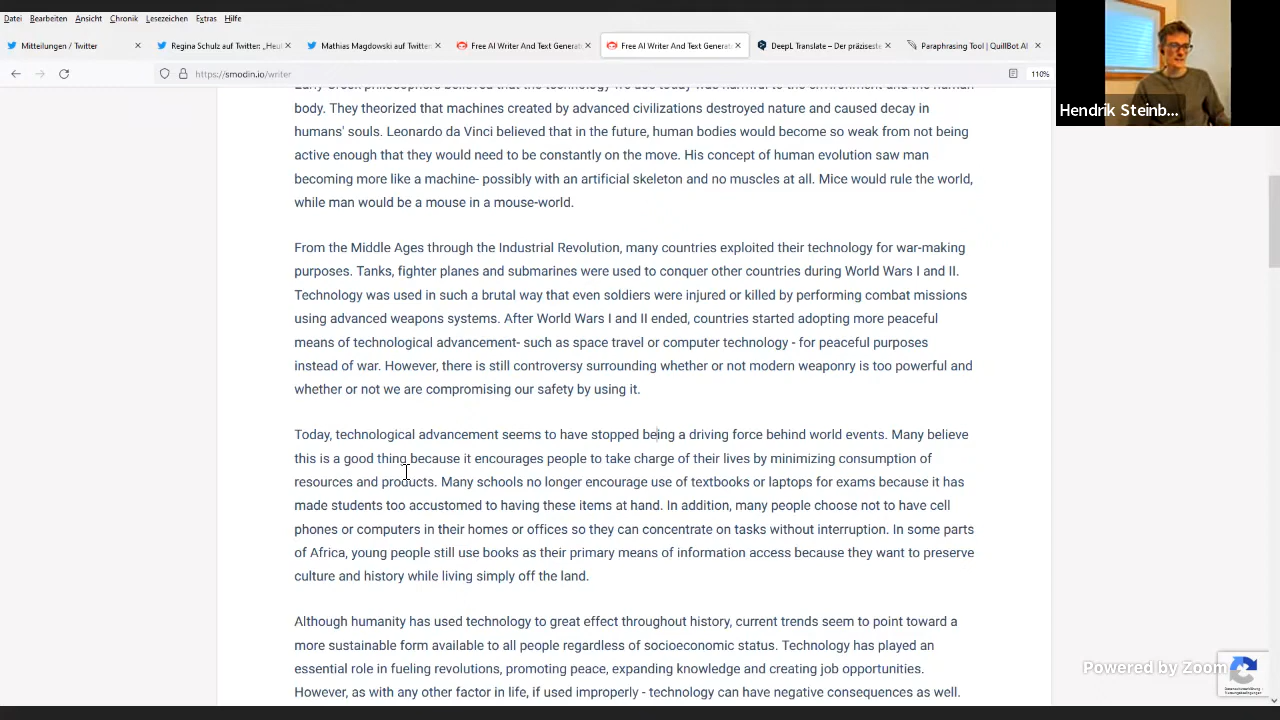 Datei Bearbeiten Ansicht Chronik Lesezeichen Extras Hilfe
Mitteilungen / Twitter
Regina Schulz auf Twitter: „Heu
Mathias Magdowski auf Twitter
Free AI Writer And Text Generat
Free AI Writer And Text Generat
DeepL Translate – Der präziseste
Paraphrasing Tool | QuillBot AI
https://smodin.io/writer
110%
Hendrik Steinb...
Early Greek philosophers believed that the technology we use today was harmful to the environment and the human
body. They theorized that machines created by advanced civilizations destroyed nature and caused decay in
humans' souls. Leonardo da Vinci believed that in the future, human bodies would become so weak from not being
active enough that they would need to be constantly on the move. His concept of human evolution saw man
becoming more like a machine- possibly with an artificial skeleton and no muscles at all. Mice would rule the world,
while man would be a mouse in a mouse-world.
From the Middle Ages through the Industrial Revolution, many countries exploited their technology for war-making
purposes. Tanks, fighter planes and submarines were used to conquer other countries during World Wars I and II.
Technology was used in such a brutal way that even soldiers were injured or killed by performing combat missions
using advanced weapons systems. After World Wars I and II ended, countries started adopting more peaceful
means of technological advancement- such as space travel or computer technology - for peaceful purposes
instead of war. However, there is still controversy surrounding whether or not modern weaponry is too powerful and
whether or not we are compromising our safety by using it.
Today, technological advancement seems to have stopped being a driving force behind world events. Many believe
this is a good thing because it encourages people to take charge of their lives by minimizing consumption of
resources and products. Many schools no longer encourage use of textbooks or laptops for exams because it has
made students too accustomed to having these items at hand. In addition, many people choose not to have cell
phones or computers in their homes or offices so they can concentrate on tasks without interruption. In some parts
of Africa, young people still use books as their primary means of information access because they want to preserve
culture and history while living simply off the land.
Although humanity has used technology to great effect throughout history, current trends seem to point toward a
more sustainable form available to all people regardless of socioeconomic status. Technology has played an
essential role in fueling revolutions, promoting peace, expanding knowledge and creating job opportunities.
However, as with any other factor in life, if used improperly - technology can have negative consequences as well.
Powered by Zoom